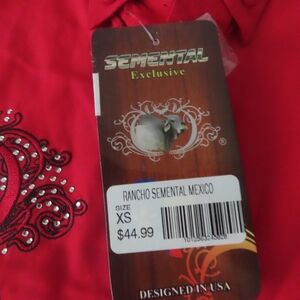 SEMENTAL
Exclusive
RANCHO SEMENTAL MEXICO
SIZE
XS
$44.99
DESIGNED IN USA